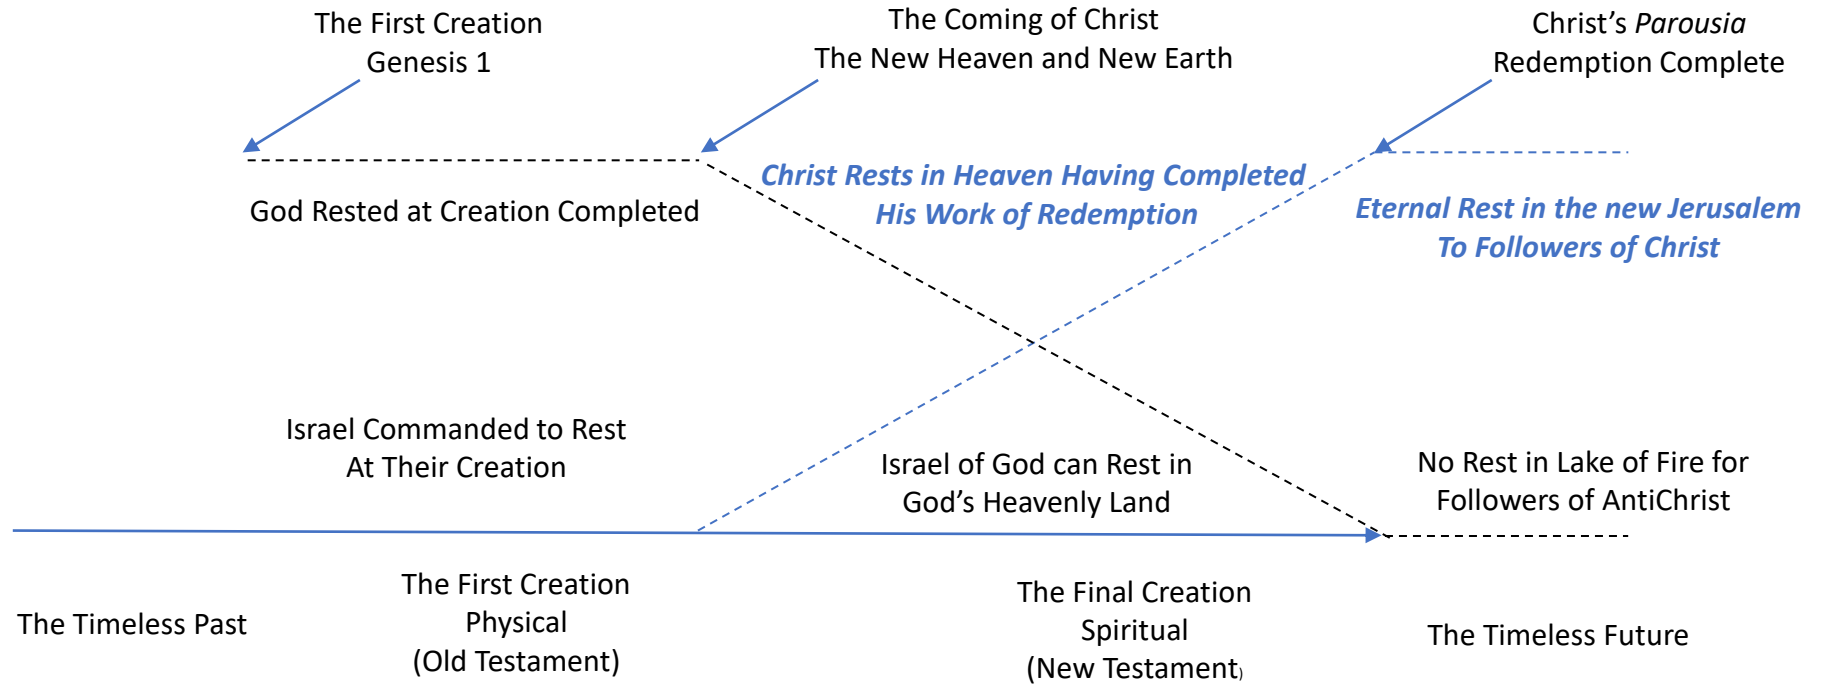 The First Creation
Genesis 1
The Coming of Christ
The New Heaven and New Earth
Christ’s Parousia
Redemption Complete
God Rested at Creation Completed
Christ Rests in Heaven Having Completed
His Work of Redemption
Eternal Rest in the new Jerusalem
To Followers of Christ
Israel Commanded to Rest
At Their Creation
Israel of God can Rest in
God’s Heavenly Land
No Rest in Lake of Fire for
Followers of AntiChrist
The Timeless Past
The First Creation
Physical
(Old Testament)
The Final Creation
Spiritual
(New Testament)
The Timeless Future